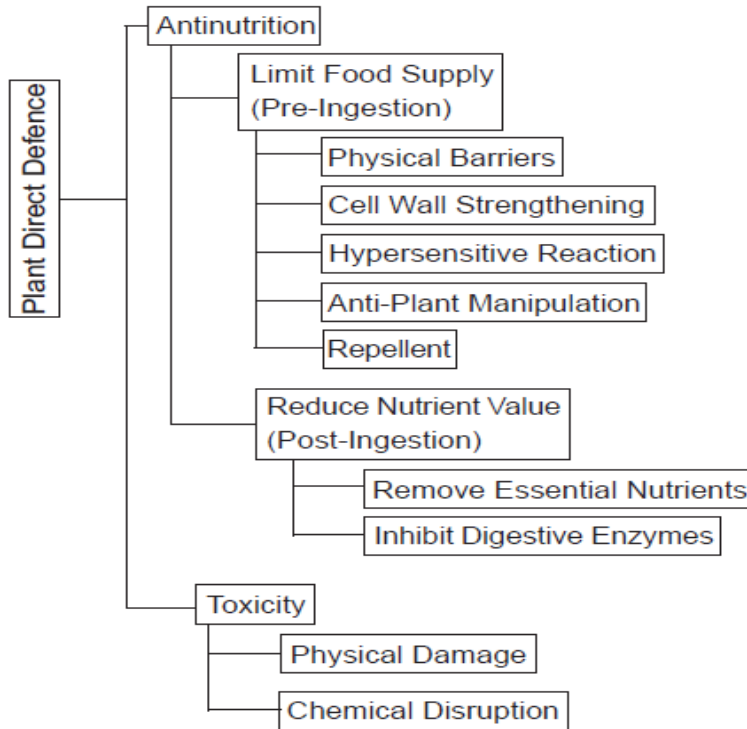 Plant Direct Defence
Antinutrition
Limit Food Supply
(Pre-Ingestion)
Physical Barriers
Cell Wall Strengthening
Hypersensitive Reaction
Anti-Plant Manipulation
Repellent
Reduce Nutrient Value
(Post-Ingestion)
Remove Essential Nutrients
Inhibit Digestive Enzymes
Toxicity
Physical Damage
Chemical Disruption